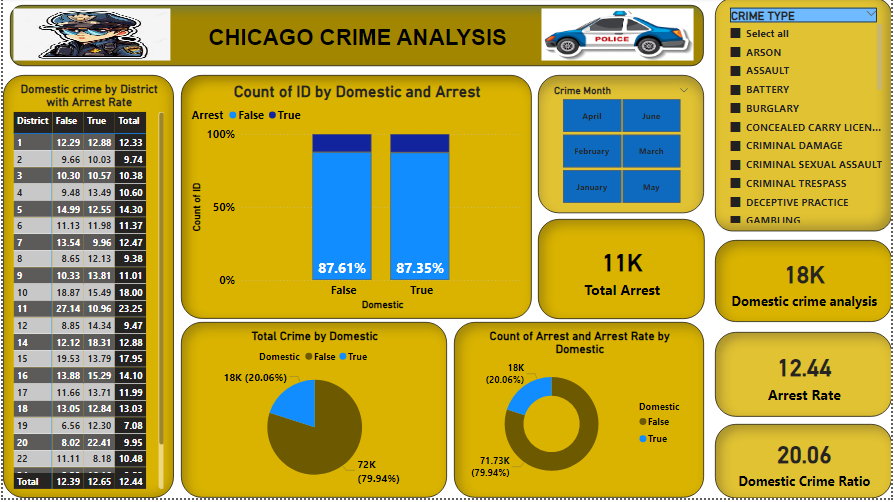 CHICAGO CRIME ANALYSIS
POLICE
CRIME TYPE
Select all
ARSON
ASSAULT
BATTERY
BURGLARY
CONCEALED CARRY LICEN...
CRIMINAL DAMAGE
CRIMINAL SEXUAL ASSAULT
CRIMINAL TRESPASS
DECEPTIVE PRACTICE
GAMBLING
Domestic crime by District
with Arrest Rate
District False True Total
1 12.29 12.88 12.33
2 9.66 10.03 9.74
3 10.30 10.57 10.38
4 9.48 13.49 10.60
5 14.99 12.55 14.30
6 11.13 11.98 11.37
7 13.54 9.96 12.47
8 8.65 12.13 9.38
9 10.33 13.81 11.01
10 18.87 15.49 18.00
11 27.14 10.96 23.25
12 8.85 14.34 9.47
14 12.12 18.31 12.88
15 19.53 13.79 17.95
16 13.88 15.29 14.10
17 11.66 13.71 11.99
18 13.05 12.84 13.03
19 6.56 12.30 7.08
20 8.02 22.41 9.95
22 11.11 8.18 10.48
Total 12.39 12.65 12.44
Count of ID by Domestic and Arrest
Arrest False True
100%
50%
0%
Count of ID
87.61% 87.35%
False True
Domestic
Crime Month
April June
February March
January May
11K
Total Arrest
18K
Domestic crime analysis
12.44
Arrest Rate
20.06
Domestic Crime Ratio
Total Crime by Domestic
Domestic False True
18K (20.06%)
72K
(79.94%)
Count of Arrest and Arrest Rate by
Domestic
18K
(20.06%)
71.73K
(79.94%)
Domestic
False
True